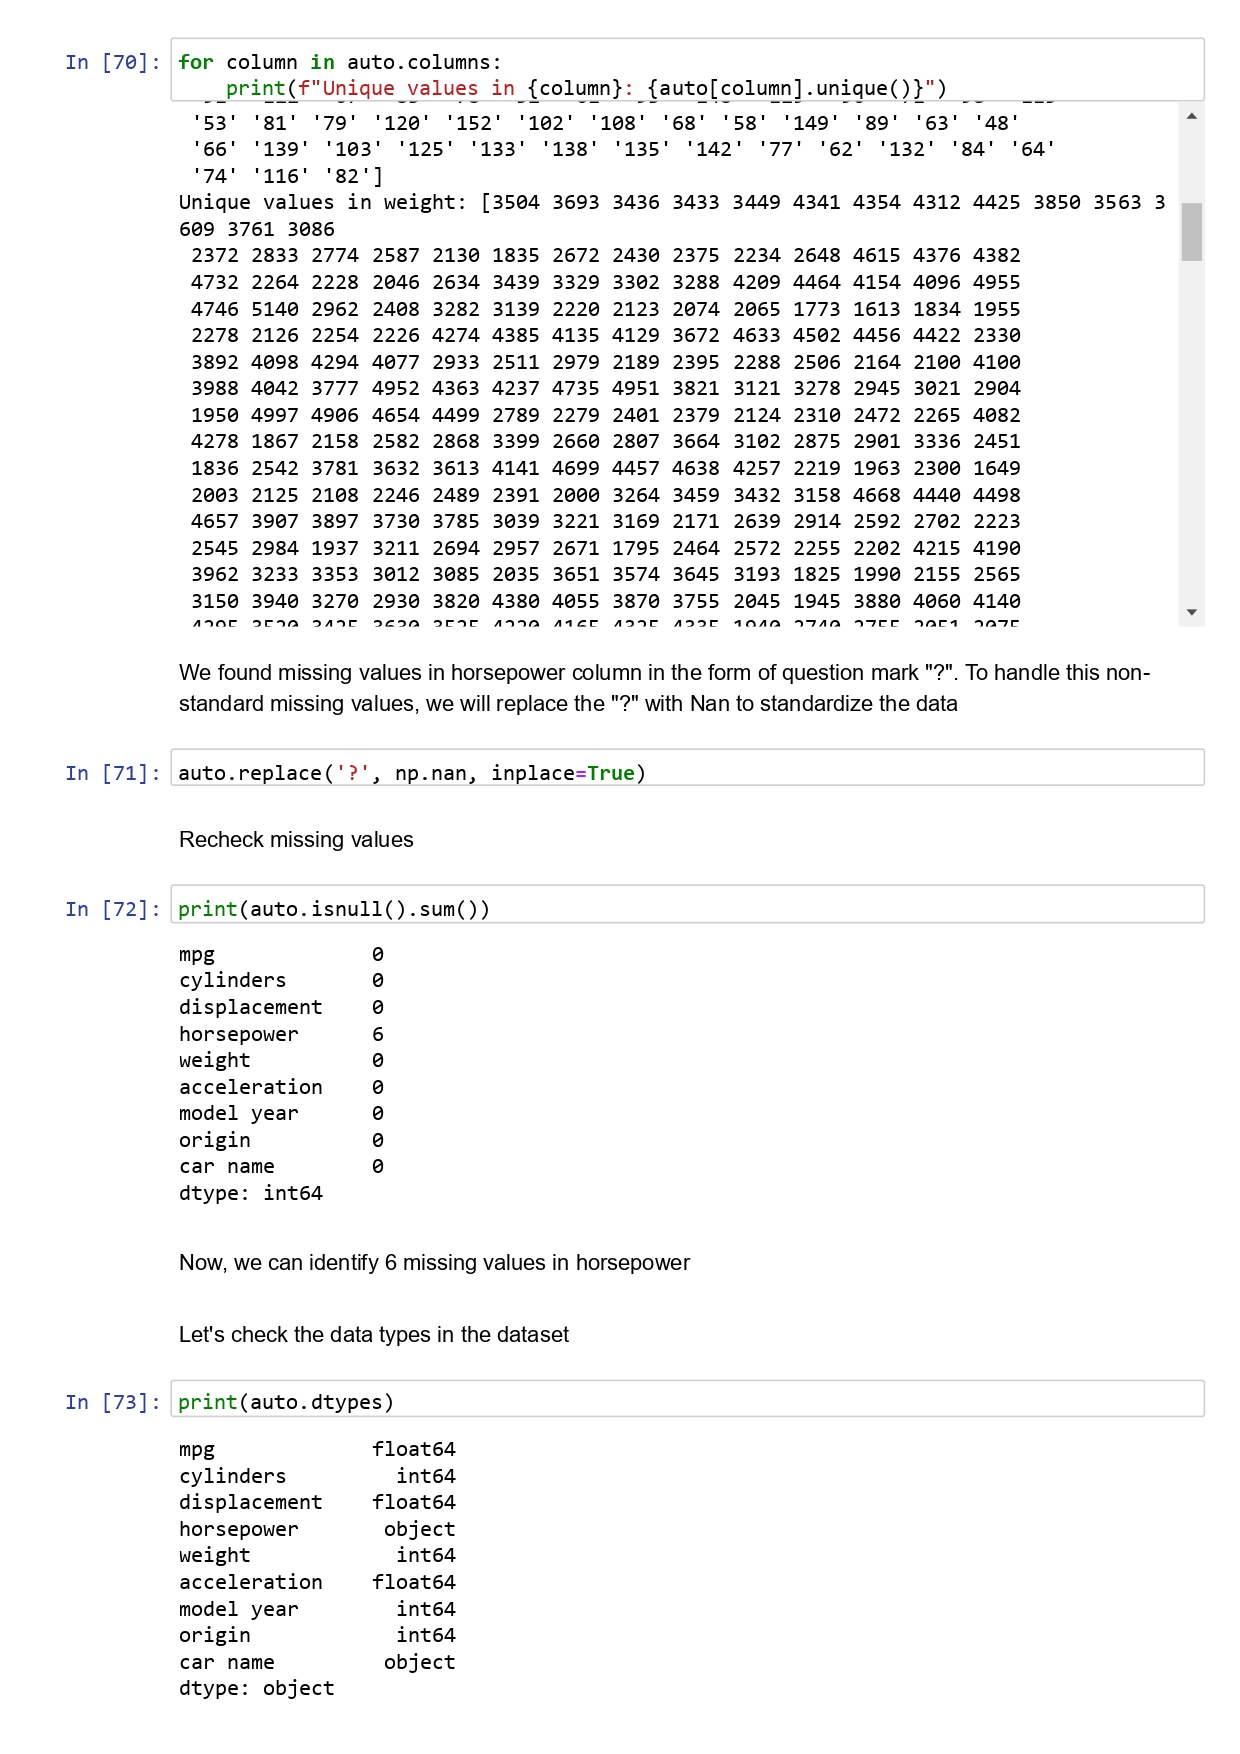 In [70]: for column in auto.columns:
print(f"Unique values in {column}: {auto[column].unique()}")
'53' '81' '79' '120' '152' '102' '108' '68' '58' '149' '89' '63' '48'
'66' '139' '103' '125' '133' '138' '135' '142' '77' '62' '132' '84' '64'
'74' '116' '82']
Unique values in weight: [3504 3693 3436 3433 3449 4341 4354 4312 4425 3850 3563 3
609 3761 3086
2372 2833 2774 2587 2130 1835 2672 2430 2375 2234 2648 4615 4376 4382
4732 2264 2228 2046 2634 3439 3329 3302 3288 4209 4464 4154 4096 4955
4746 5140 2962 2408 3282 3139 2220 2123 2074 2065 1773 1613 1834 1955
2278 2126 2254 2226 4274 4385 4135 4129 3672 4633 4502 4456 4422 2330
3892 4098 4294 4077 2933 2511 2979 2189 2395 2288 2506 2164 2100 4100
3988 4042 3777 4952 4363 4237 4735 4951 3821 3121 3278 2945 3021 2904
1950 4997 4906 4654 4499 2789 2279 2401 2379 2124 2310 2472 2265 4082
4278 1867 2158 2582 2868 3399 2660 2807 3664 3102 2875 2901 3336 2451
1836 2542 3781 3632 3613 4141 4699 4457 4638 4257 2219 1963 2300 1649
2003 2125 2108 2246 2489 2391 2000 3264 3459 3432 3158 4668 4440 4498
4657 3907 3897 3730 3785 3039 3221 3169 2171 2639 2914 2592 2702 2223
2545 2984 1937 3211 2694 2957 2671 1795 2464 2572 2255 2202 4215 4190
3962 3233 3353 3012 3085 2035 3651 3574 3645 3193 1825 1990 2155 2565
3150 3940 3270 2930 3820 4380 4055 3870 3755 2045 1945 3880 4060 4140
We found missing values in horsepower column in the form of question mark "?". To handle this non-
standard missing values, we will replace the "?" with Nan to standardize the data
In [71]: auto.replace('?', np.nan, inplace=True)
Recheck missing values
In [72]: print(auto.isnull().sum())
mpg 0
cylinders 0
displacement 0
horsepower 6
weight 0
acceleration 0
model year 0
origin 0
car name 0
dtype: int64
Now, we can identify 6 missing values in horsepower
Let's check the data types in the dataset
In [73]: print(auto.dtypes)
mpg float64
cylinders int64
displacement float64
horsepower object
weight int64
acceleration float64
model year int64
origin int64
car name object
dtype: object